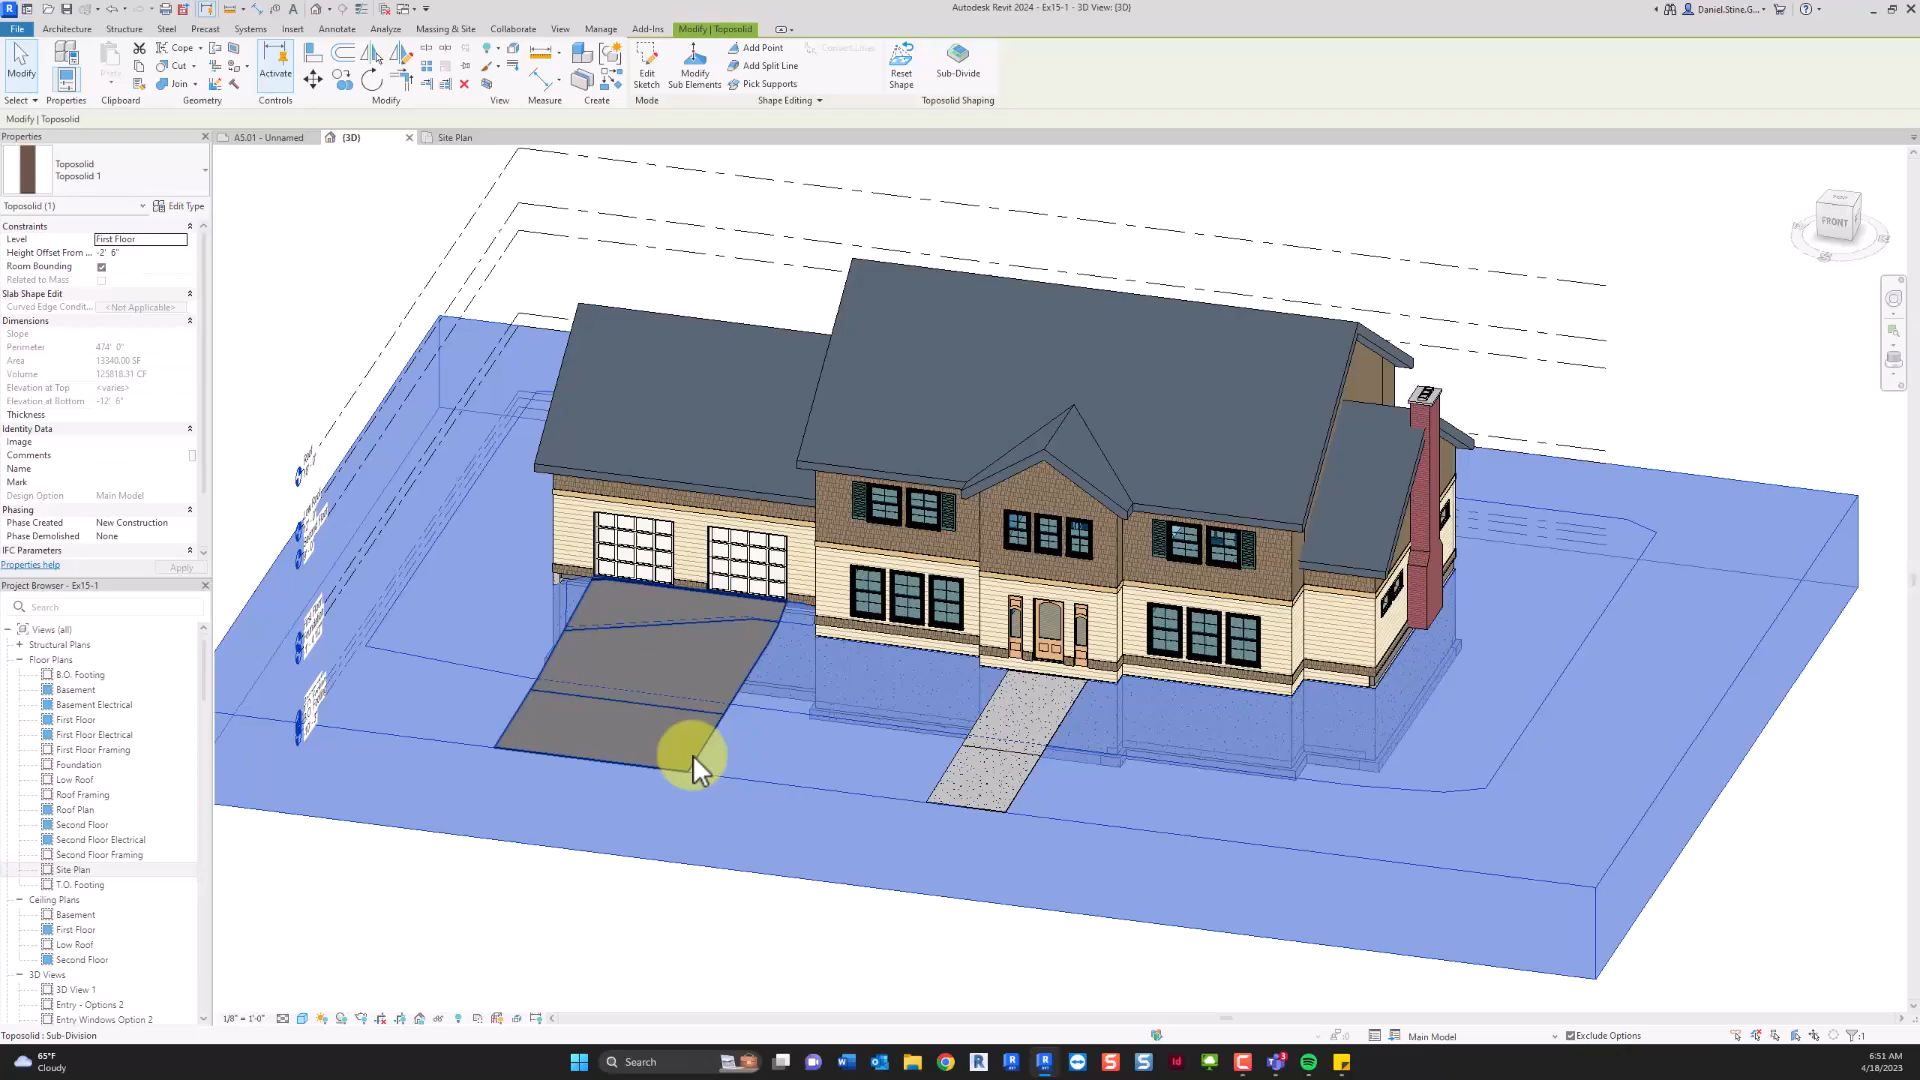 Autodesk Revit 2024 - Ex15-1 - 3D View: {3D}
Daniel.Stine.G...
File Architecture Structure Steel Precast Systems Insert Annotate Analyze Massing & Site Collaborate View Manage Add-Ins Modify | Toposolid
Modify
Select
Properties
Paste
Clipboard
Cope
Cut
Join
Geometry
Activate
Controls
Modify
View
Measure
Create
Edit Sketch
Mode
Modify Sub Elements
Add Point
Add Split Line
Pick Supports
Convert Lines
Shape Editing
Reset Shape
Sub-Divide
Toposolid Shaping
Modify | Toposolid
Properties
A5.01 - Unnamed
{3D}
Site Plan
Toposolid
Toposolid 1
Toposolid (1)
Edit Type
Constraints
Level First Floor
Height Offset From ... -2' 6"
Room Bounding
Related to Mass
Slab Shape Edit
Curved Edge Condit... <Not Applicable>
Dimensions
Slope
Perimeter 474' 0"
Area 13340.00 SF
Volume 125818.31 CF
Elevation at Top <varies>
Elevation at Bottom -12' 6"
Thickness
Identity Data
Image
Comments
Name
Mark
Design Option Main Model
Phasing
Phase Created New Construction
Phase Demolished None
IFC Parameters
Properties help
Apply
Project Browser - Ex15-1
Search
Views (all)
Structural Plans
Floor Plans
B.O. Footing
Basement
Basement Electrical
First Floor
First Floor Electrical
First Floor Framing
Foundation
Low Roof
Roof Framing
Roof Plan
Second Floor
Second Floor Electrical
Second Floor Framing
Site Plan
T.O. Footing
Ceiling Plans
Basement
First Floor
Low Roof
Second Floor
3D Views
3D View 1
Entry - Options 2
Entry Windows Option 2
FRONT
1/8" = 1'-0"
Toposolid : Sub-Division
:0
Main Model
Exclude Options
:1
65°F
Cloudy
Search
6:51 AM
4/18/2023